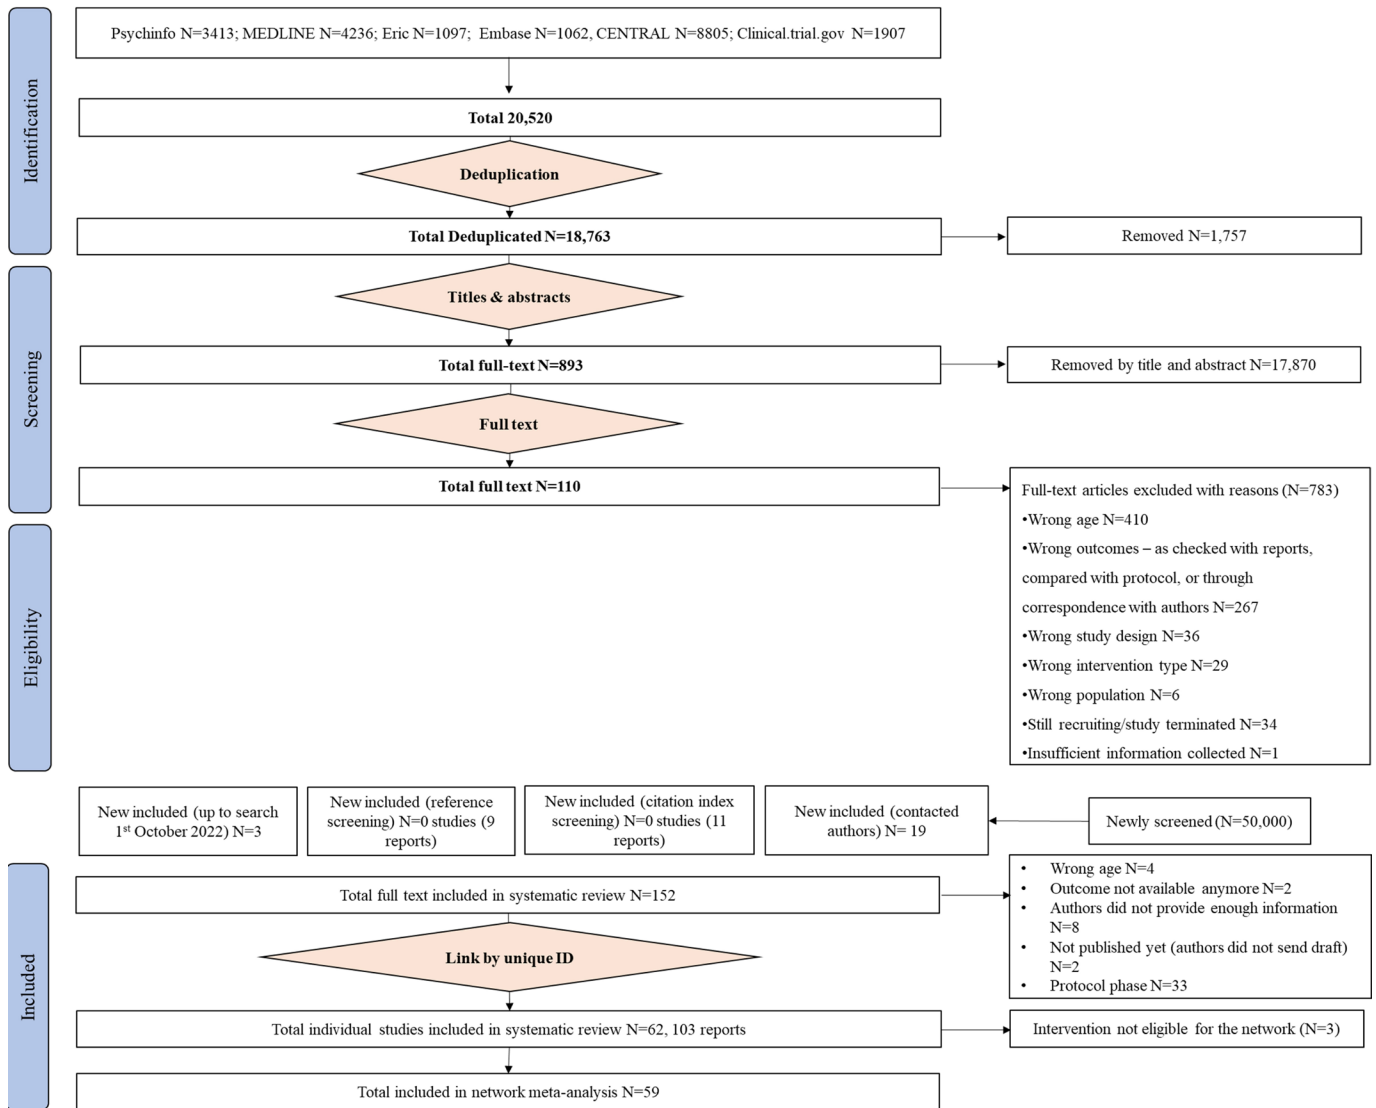 Identification
Psychinfo N=3413; MEDLINE N=4236; Eric N=1097; Embase N=1062, CENTRAL N=8805; Clinical.trial.gov N=1907
Total 20,520
Deduplication
Total Deduplicated N=18,763
Removed N=1,757
Screening
Titles & abstracts
Total full-text N=893
Removed by title and abstract N=17,870
Full text
Total full text N=110
Full-text articles excluded with reasons (N=783)
•Wrong age N=410
•Wrong outcomes – as checked with reports,
compared with protocol, or through
correspondence with authors N=267
•Wrong study design N=36
•Wrong intervention type N=29
•Wrong population N=6
•Still recruiting/study terminated N=34
•Insufficient information collected N=1
Eligibility
New included (up to search
1st October 2022) N=3
New included (reference
screening) N=0 studies (9
reports)
New included (citation index
screening) N=0 studies (11
reports)
New included (contacted
authors) N= 19
Newly screened (N=50,000)
Included
Total full text included in systematic review N=152
• Wrong age N=4
• Outcome not available anymore N=2
• Authors did not provide enough information
N=8
• Not published yet (authors did not send draft)
N=2
• Protocol phase N=33
Link by unique ID
Total individual studies included in systematic review N=62, 103 reports
Intervention not eligible for the network (N=3)
Total included in network meta-analysis N=59